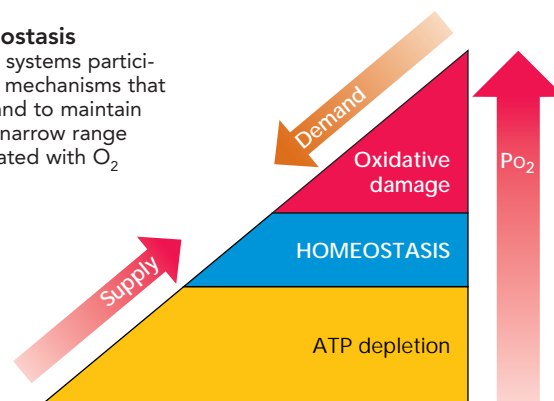 ostasis
systems partici-
mechanisms that
and to maintain
narrow range
ated with O₂
Demand
Oxidative
damage
PO₂
HOMEOSTASIS
Supply
ATP depletion